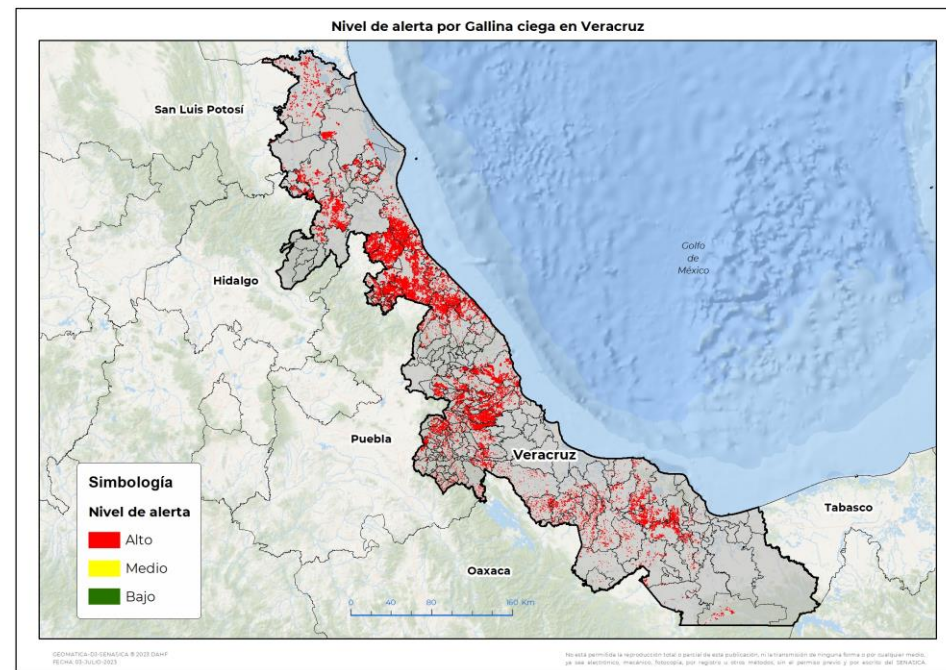 Nivel de alerta por Gallina ciega en Veracruz
San Luis Potosí
Hidalgo
Golfo
de
México
Puebla
Veracruz
Tabasco
Oaxaca
Simbología
Nivel de alerta
Alto
Medio
Bajo
0 40 80 160 Km
GEOMÁTICA-DJ-SENASICA ® 2023 DAHF
FECHA: 03-JULIO-2023
No está permitida la reproducción total o parcial de esta publicación, ni la transmisión de ninguna forma o por cualquier medio,
ya sea electrónico, mecánico, fotocopia, por registro u otros métodos, sin el permiso previo y por escrito del SENASICA.